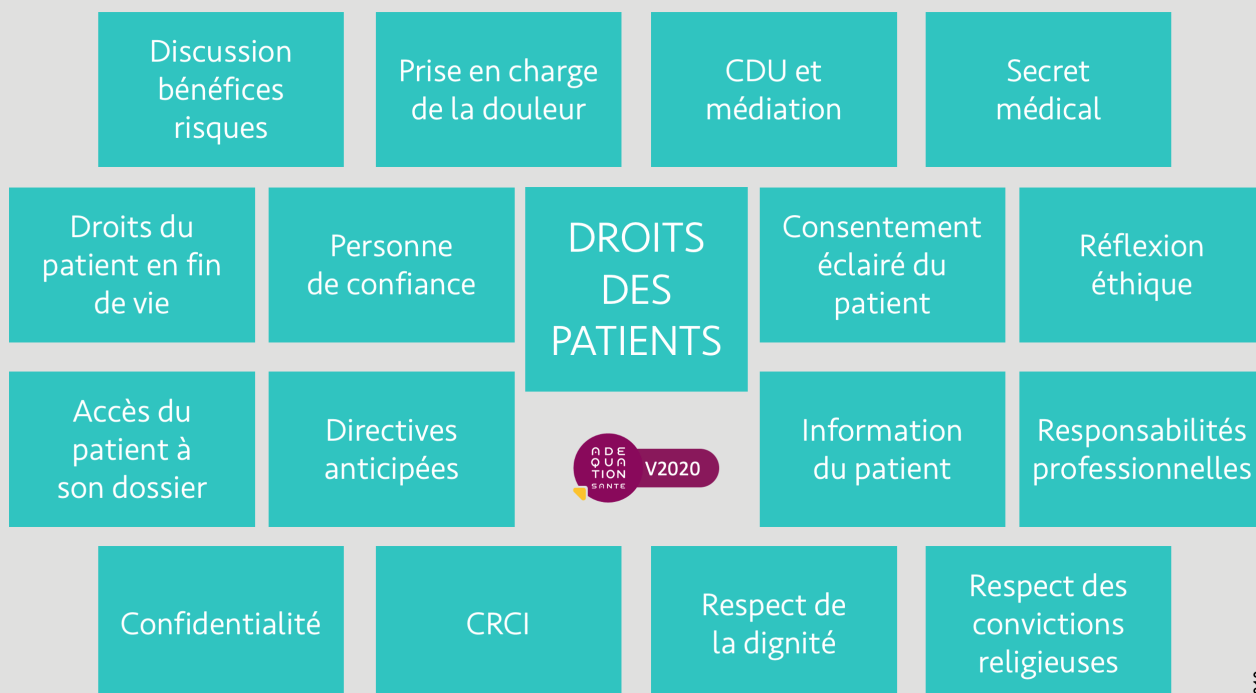 Discussion
bénéfices
risques
Prise en charge
de la douleur
CDU et
médiation
Secret
médical
Droits du
patient en fin
de vie
Personne
de confiance
DROITS
DES
PATIENTS
Consentement
éclairé du
patient
Réflexion
éthique
Accès du
patient à
son dossier
Directives
anticipées
ADE
QUA
TION
SANTE
V2020
Information
du patient
Responsabilités
professionnelles
Confidentialité
CRCI
Respect de
la dignité
Respect des
convictions
religieuses